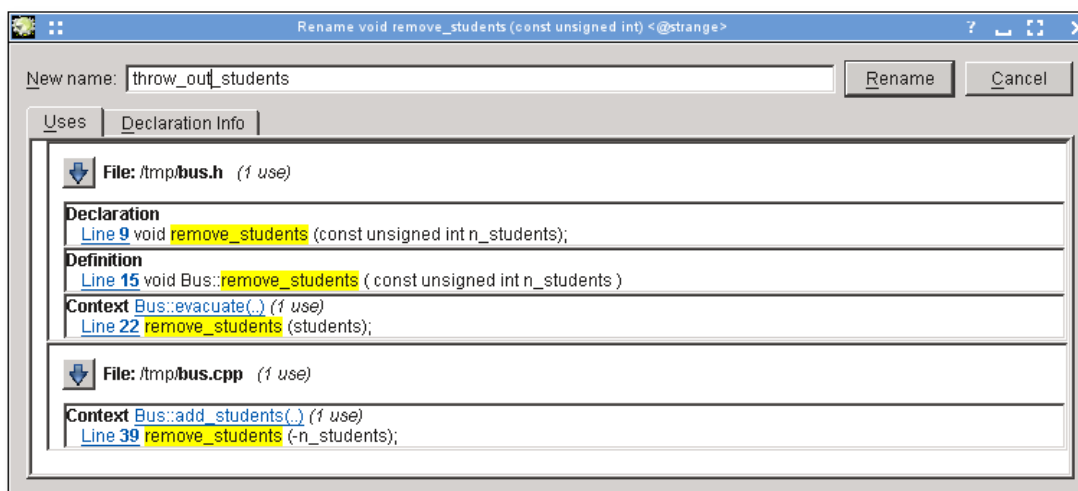 Rename void remove_students (const unsigned int) <@strange>
New name: throw_out_students Rename Cancel
Uses Declaration Info
File: /tmp/bus.h (1 use)
Declaration
Line 9 void remove_students (const unsigned int n_students);
Definition
Line 15 void Bus::remove_students ( const unsigned int n_students )
Context Bus::evacuate(..) (1 use)
Line 22 remove_students (students);
File: /tmp/bus.cpp (1 use)
Context Bus::add_students(..) (1 use)
Line 39 remove_students (-n_students);